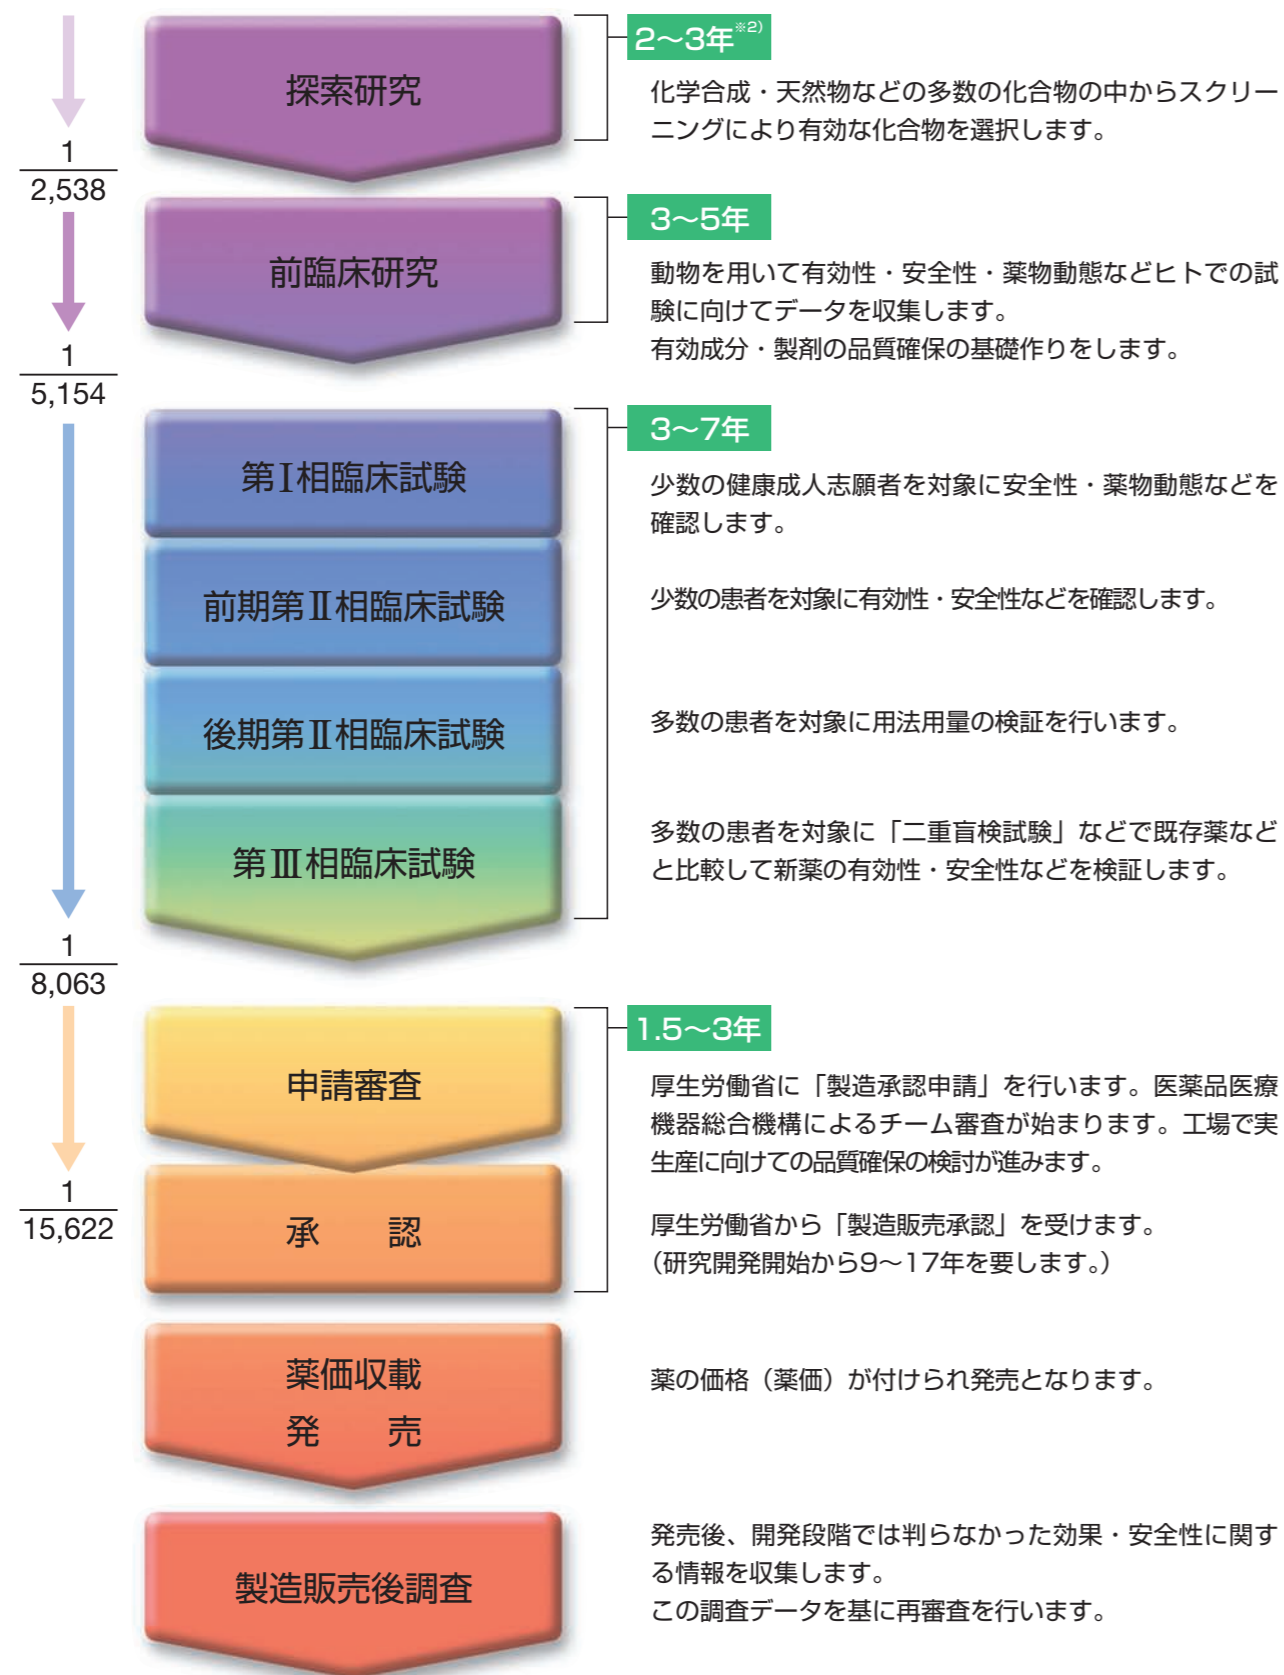 探索研究
2～3年※2)
化学合成・天然物などの多数の化合物の中からスクリー
ニングにより有効な化合物を選択します。
1
2,538
前臨床研究
3～5年
動物を用いて有効性・安全性・薬物動態などヒトでの試
験に向けてデータを収集します。
有効成分・製剤の品質確保の基礎作りをします。
1
5,154
第Ⅰ相臨床試験
3～7年
少数の健康成人志願者を対象に安全性・薬物動態などを
確認します。
前期第Ⅱ相臨床試験
少数の患者を対象に有効性・安全性などを確認します。
後期第Ⅱ相臨床試験
多数の患者を対象に用法用量の検証を行います。
第Ⅲ相臨床試験
多数の患者を対象に「二重盲検試験」などで既存薬など
と比較して新薬の有効性・安全性などを検証します。
1
8,063
申請審査
1.5～3年
厚生労働省に「製造承認申請」を行います。医薬品医療
機器総合機構によるチーム審査が始まります。工場で実
生産に向けての品質確保の検討が進みます。
1
15,622
承　認
厚生労働省から「製造販売承認」を受けます。
（研究開発開始から9～17年を要します。）
薬価収載
発　売
薬の価格（薬価）が付けられ発売となります。
製造販売後調査
発売後、開発段階では判らなかった効果・安全性に関す
る情報を収集します。
この調査データを基に再審査を行います。